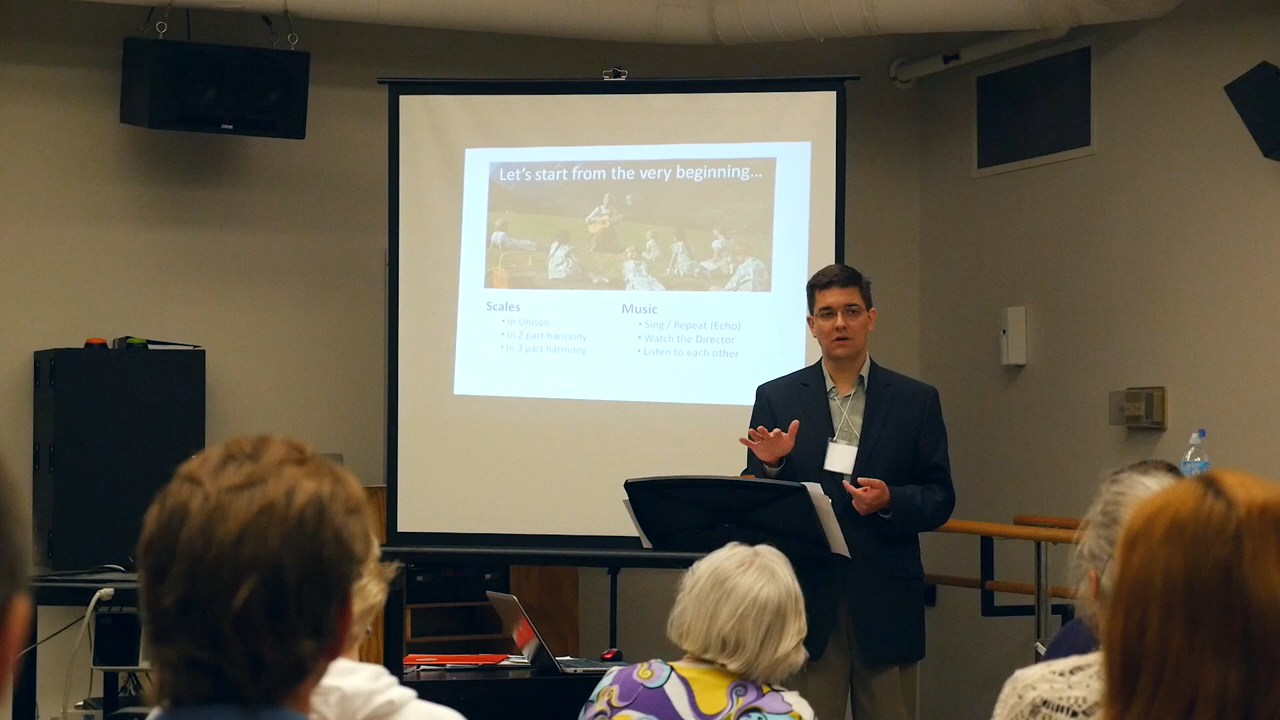 Let's start from the very beginning...
Scales
• In Unison
• In 2 part harmony
• In 3 part harmony
Music
• Sing / Repeat (Echo)
• Watch the Director
• Listen to each other